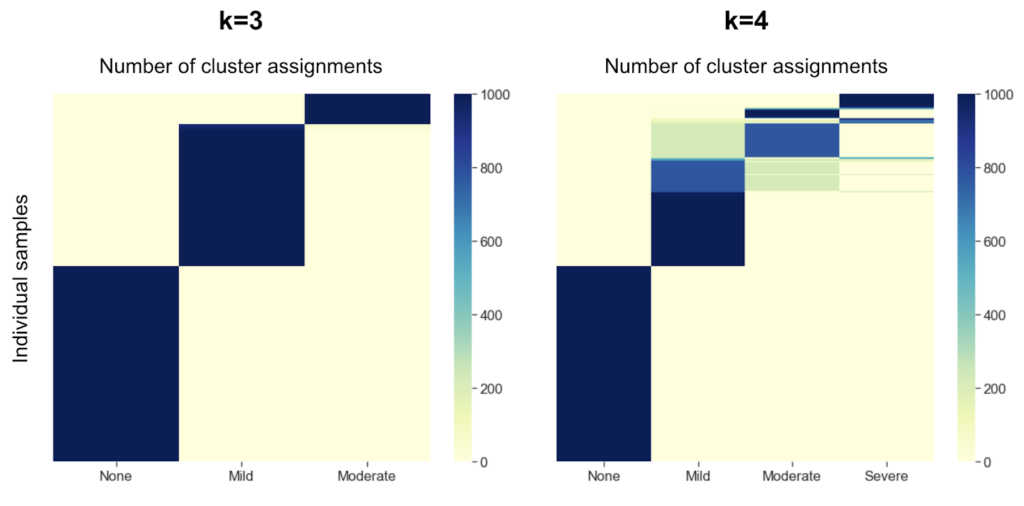 k=3
Number of cluster assignments
Individual samples
1000
800
600
400
200
0
None Mild Moderate
k=4
Number of cluster assignments
1000
800
600
400
200
0
None Mild Moderate Severe